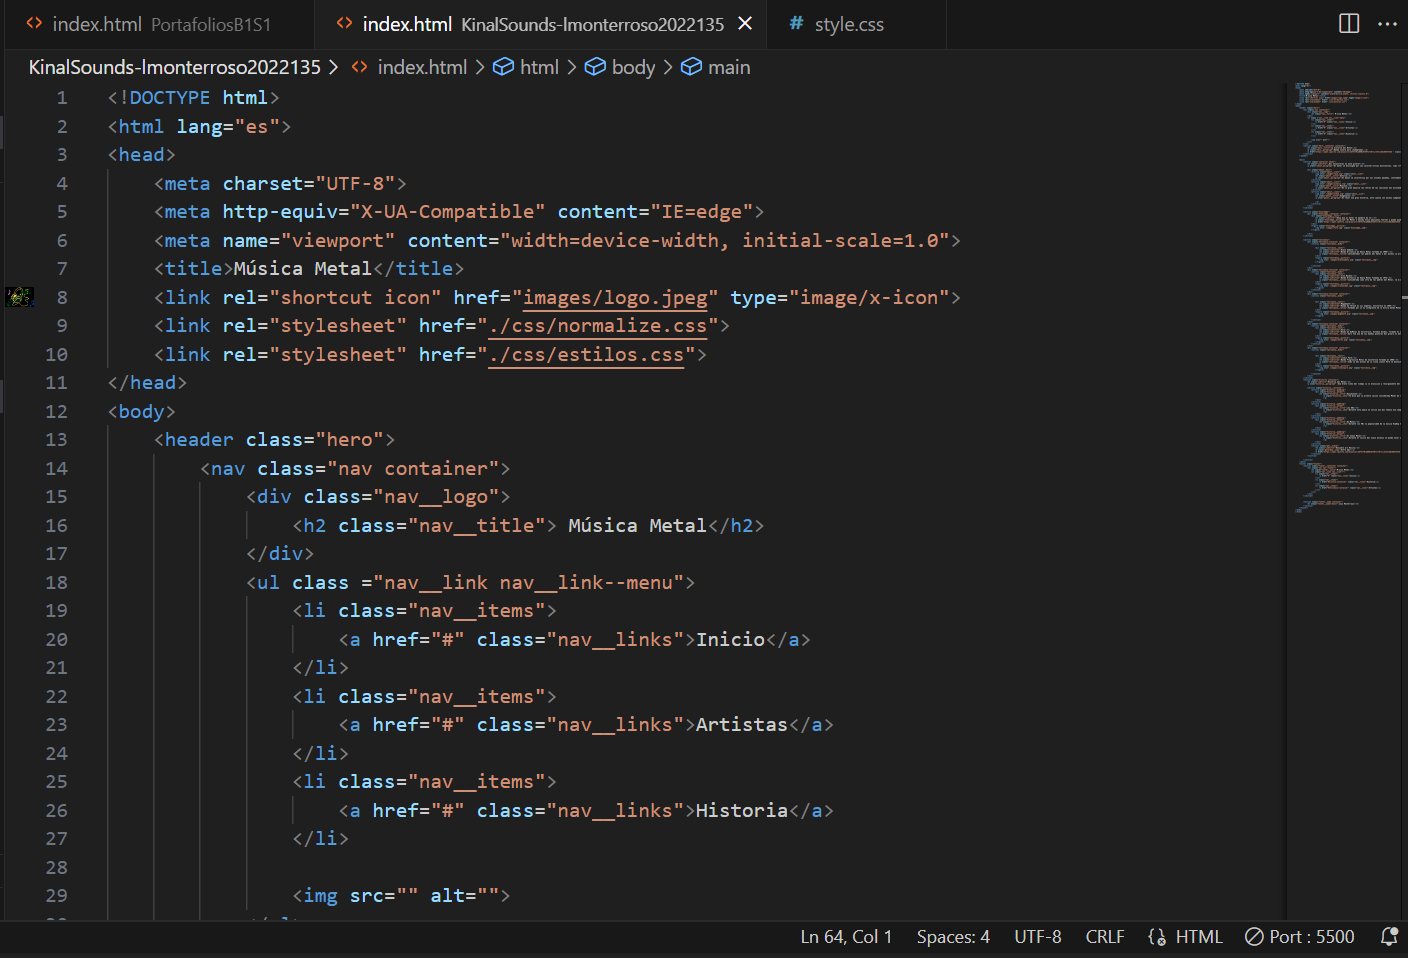 index.html PortafoliosB1S1
index.html KinalSounds-lmonterroso2022135
# style.css
KinalSounds-lmonterroso2022135 > index.html > html > body > main
1 <!DOCTYPE html>
2 <html lang="es">
3 <head>
4 <meta charset="UTF-8">
5 <meta http-equiv="X-UA-Compatible" content="IE=edge">
6 <meta name="viewport" content="width=device-width, initial-scale=1.0">
7 <title>Música Metal</title>
8 <link rel="shortcut icon" href="images/logo.jpeg" type="image/x-icon">
9 <link rel="stylesheet" href="./css/normalize.css">
10 <link rel="stylesheet" href="./css/estilos.css">
11 </head>
12 <body>
13 <header class="hero">
14 <nav class="nav container">
15 <div class="nav__logo">
16 <h2 class="nav__title"> Música Metal</h2>
17 </div>
18 <ul class ="nav__link nav__link--menu">
19 <li class="nav__items">
20 <a href="#" class="nav__links">Inicio</a>
21 </li>
22 <li class="nav__items">
23 <a href="#" class="nav__links">Artistas</a>
24 </li>
25 <li class="nav__items">
26 <a href="#" class="nav__links">Historia</a>
27 </li>
28
29 <img src="" alt="">
Ln 64, Col 1 Spaces: 4 UTF-8 CRLF HTML Port : 5500